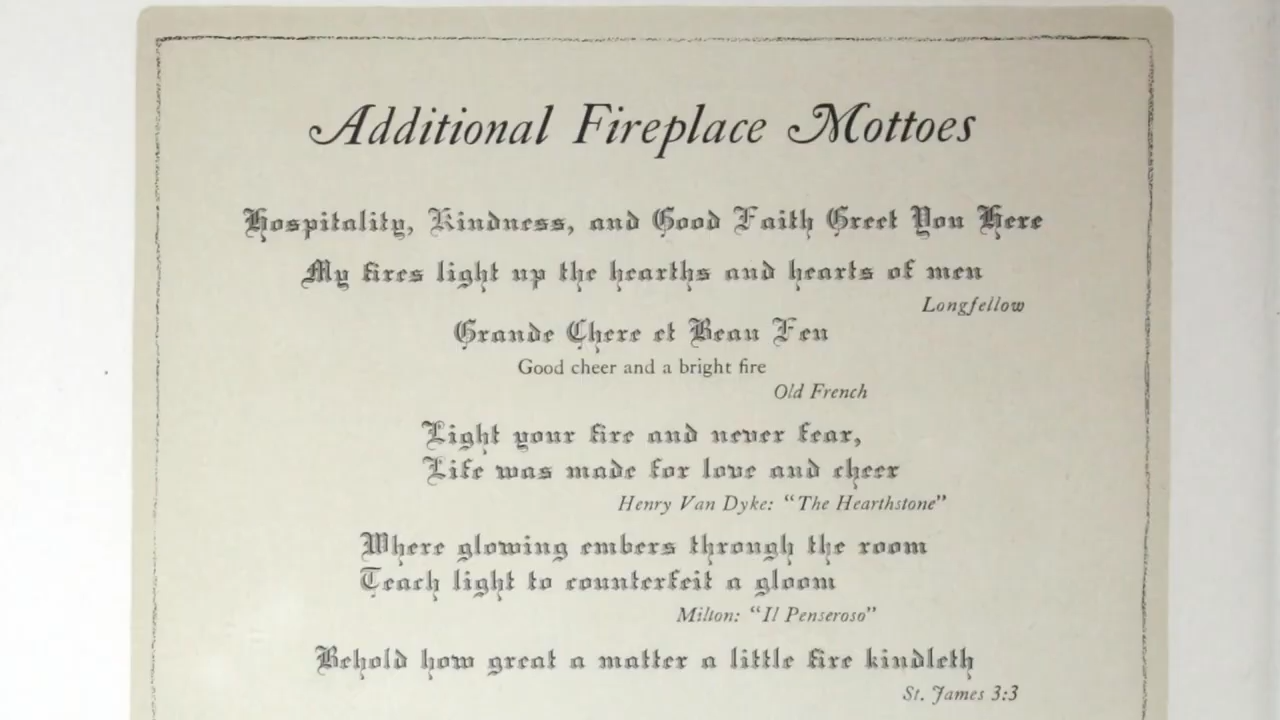 Additional Fireplace Mottoes
Hospitality, Kindness, and Good Faith Greet You Here
My fires light up the hearths and hearts of men
Longfellow
Grande Chere et Beau Feu
Good cheer and a bright fire
Old French
Light your fire and never fear,
Life was made for love and cheer
Henry Van Dyke: “The Hearthstone”
Where glowing embers through the room
Teach light to counterfeit a gloom
Milton: “Il Penseroso”
Behold how great a matter a little fire kindleth
St. James 3:3